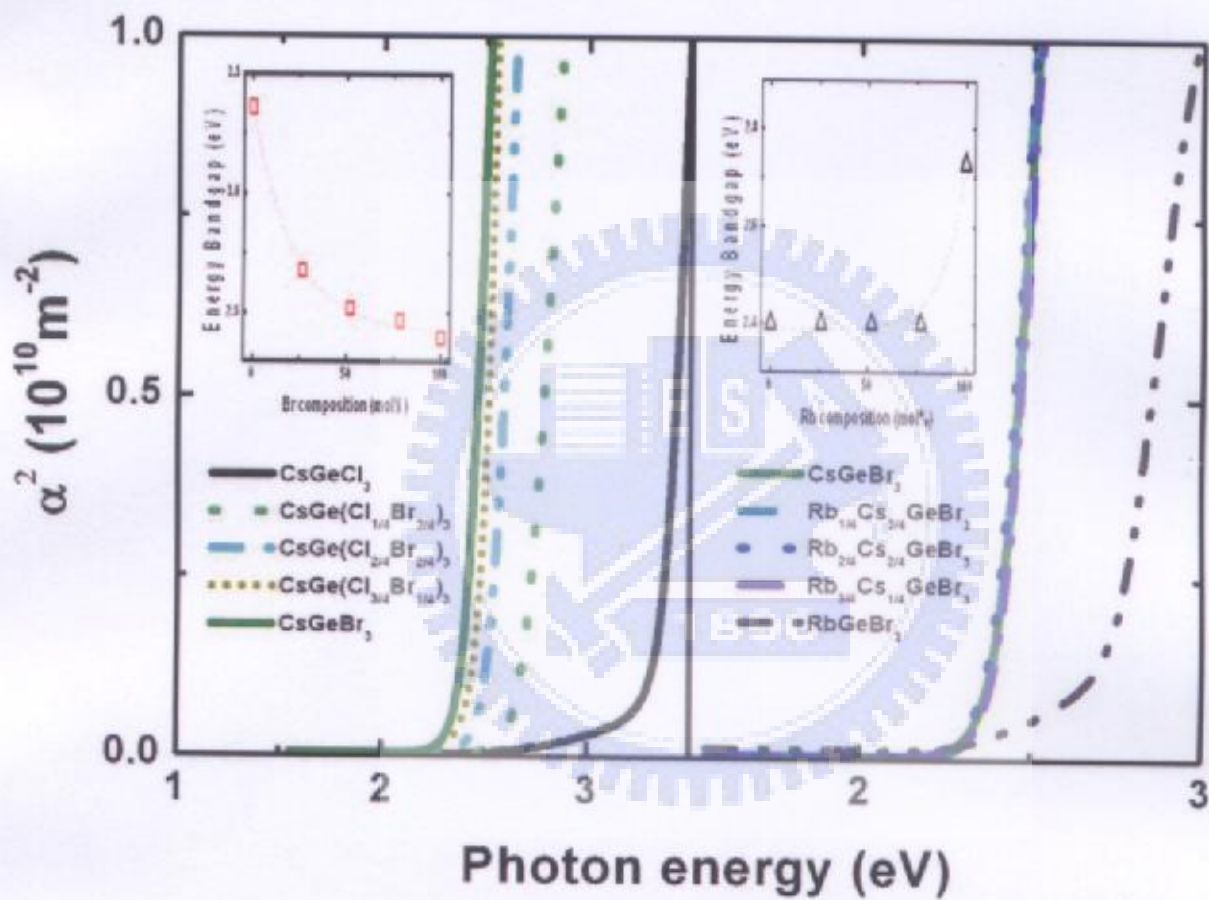 1.0
0.5
0.0
α² (10¹⁰m⁻²)
1
2
3
2
3
Photon energy (eV)
Energy Bandgap (eV)
0
50
100
Br composition (mol%)
Energy Bandgap (eV)
2.4
0
50
100
Rb composition (mol%)
CsGeCl₃
CsGe(Cl₁/₄Br₃/₄)₃
CsGe(Cl₂/₄Br₂/₄)₃
CsGe(Cl₃/₄Br₁/₄)₃
CsGeBr₃
CsGeBr₃
Rb₁/₄Cs₃/₄GeBr₃
Rb₂/₄Cs₂/₄GeBr₃
Rb₃/₄Cs₁/₄GeBr₃
RbGeBr₃
ES